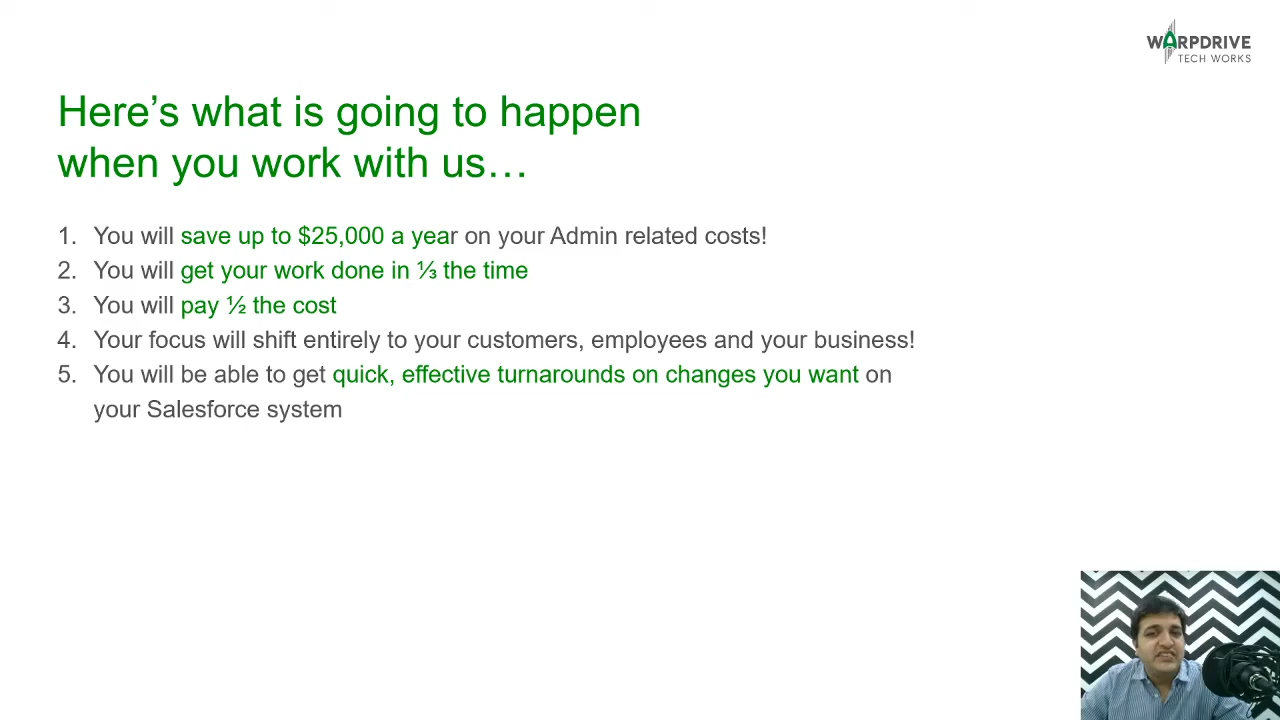 WARPDRIVE
TECH WORKS
Here’s what is going to happen
when you work with us…
1. You will save up to $25,000 a year on your Admin related costs!
2. You will get your work done in ⅓ the time
3. You will pay ½ the cost
4. Your focus will shift entirely to your customers, employees and your business!
5. You will be able to get quick, effective turnarounds on changes you want on
your Salesforce system